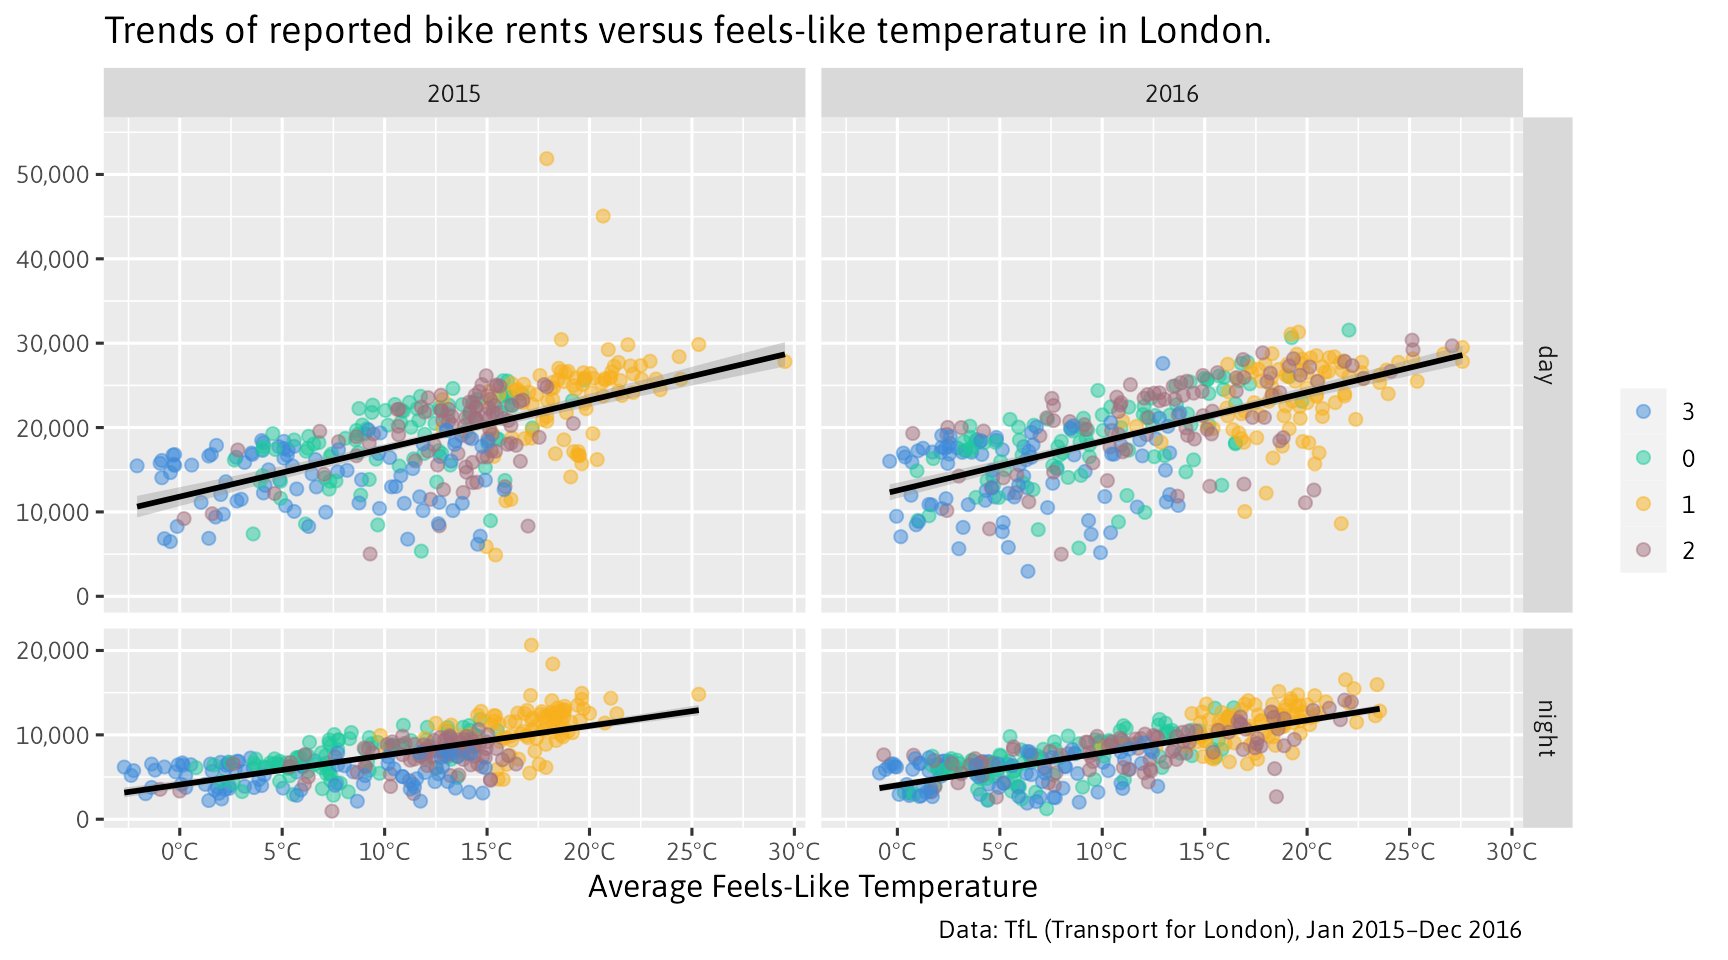 Trends of reported bike rents versus feels-like temperature in London.
2015 2016
50,000
40,000
30,000
20,000
10,000
0
day
20,000
10,000
0
night
3
0
1
2
0°C 5°C 10°C 15°C 20°C 25°C 30°C 0°C 5°C 10°C 15°C 20°C 25°C 30°C
Average Feels-Like Temperature
Data: TfL (Transport for London), Jan 2015–Dec 2016